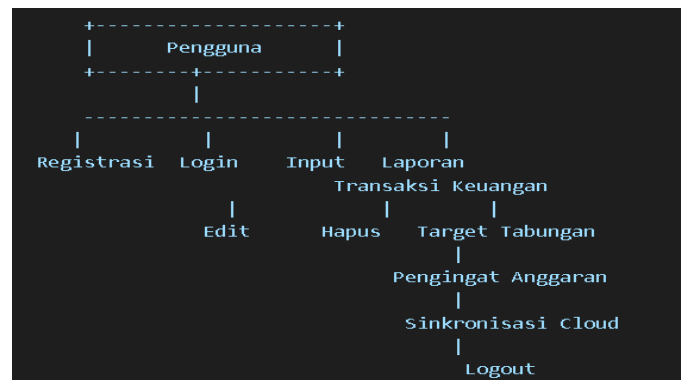 +---------------------+
|      Pengguna       |
+---------+-----------+
|
----------------------------------
|           |           |         |
Registrasi  Login    Input   Laporan
Transaksi Keuangan
|             |         |
Edit      Hapus   Target Tabungan
|
Pengingat Anggaran
|
Sinkronisasi Cloud
|
Logout